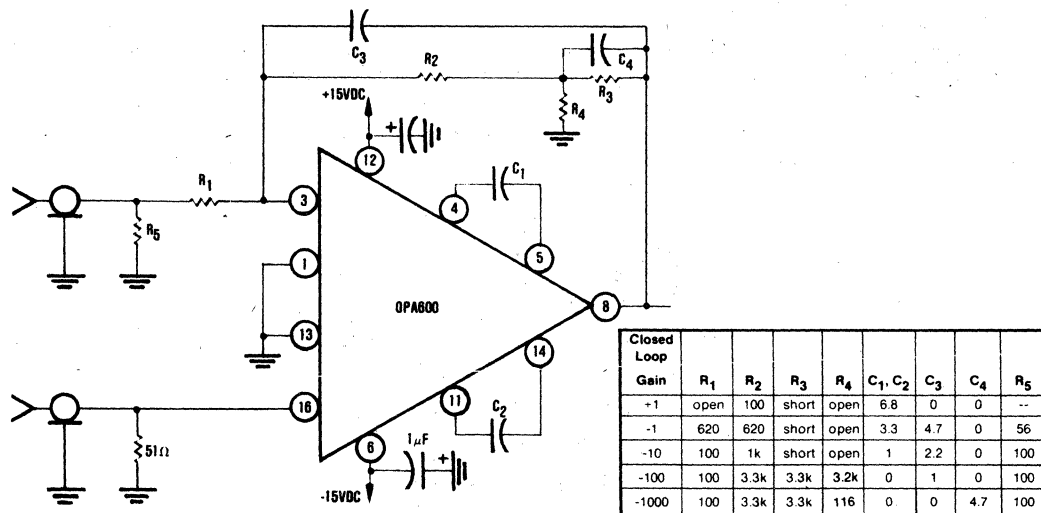 C3
R2
C4
R3
R4
+15VDC
+
12
C1
R1
3
4
R5
5
1
OPA600
8
13
14
16
11
C2
51Ω
6
1μF
+
-15VDC
Closed Loop Gain R1 R2 R3 R4 C1, C2 C3 C4 R5
+1 open 100 short open 6.8 0 0 --
-1 620 620 short open 3.3 4.7 0 56
-10 100 1k short open 1 2.2 0 100
-100 100 3.3k 3.3k 3.2k 0 1 0 100
-1000 100 3.3k 3.3k 116 0 0 4.7 100